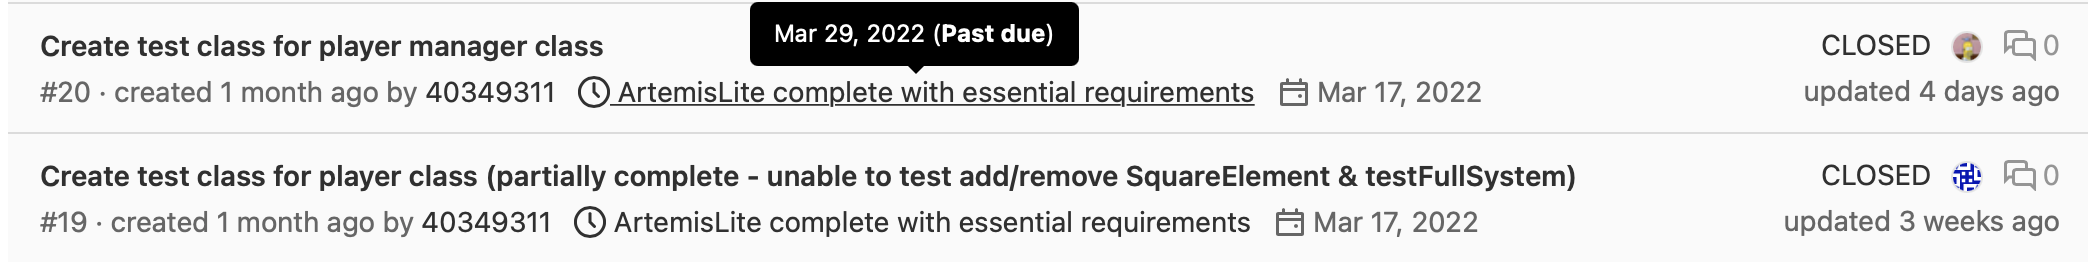 Mar 29, 2022 (Past due)
Create test class for player manager class CLOSED 0
#20 · created 1 month ago by 40349311 ArtemisLite complete with essential requirements Mar 17, 2022 updated 4 days ago
Create test class for player class (partially complete - unable to test add/remove SquareElement & testFullSystem) CLOSED 0
#19 · created 1 month ago by 40349311 ArtemisLite complete with essential requirements Mar 17, 2022 updated 3 weeks ago